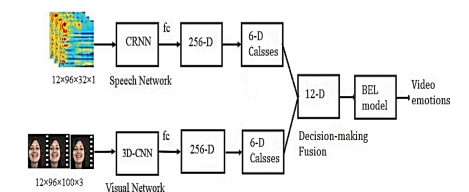 CRNN
fc
256-D
6-D
Calsses
12×96×32×1
Speech Network
12-D
BEL
model
Video
emotions
Decision-making
Fusion
3D-CNN
fc
256-D
6-D
Calsses
12×96×100×3
Visual Network